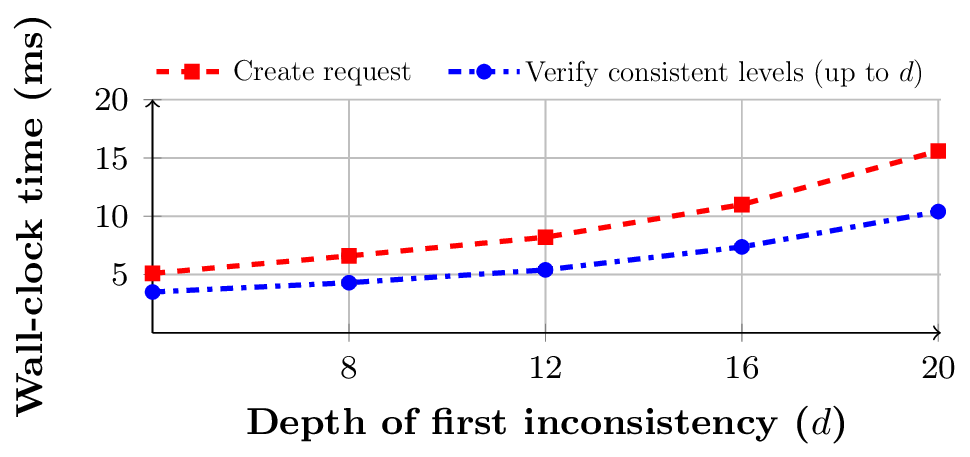 Create request
Verify consistent levels (up to d)
Wall-clock time (ms)
20
15
10
5
8 12 16 20
Depth of first inconsistency (d)